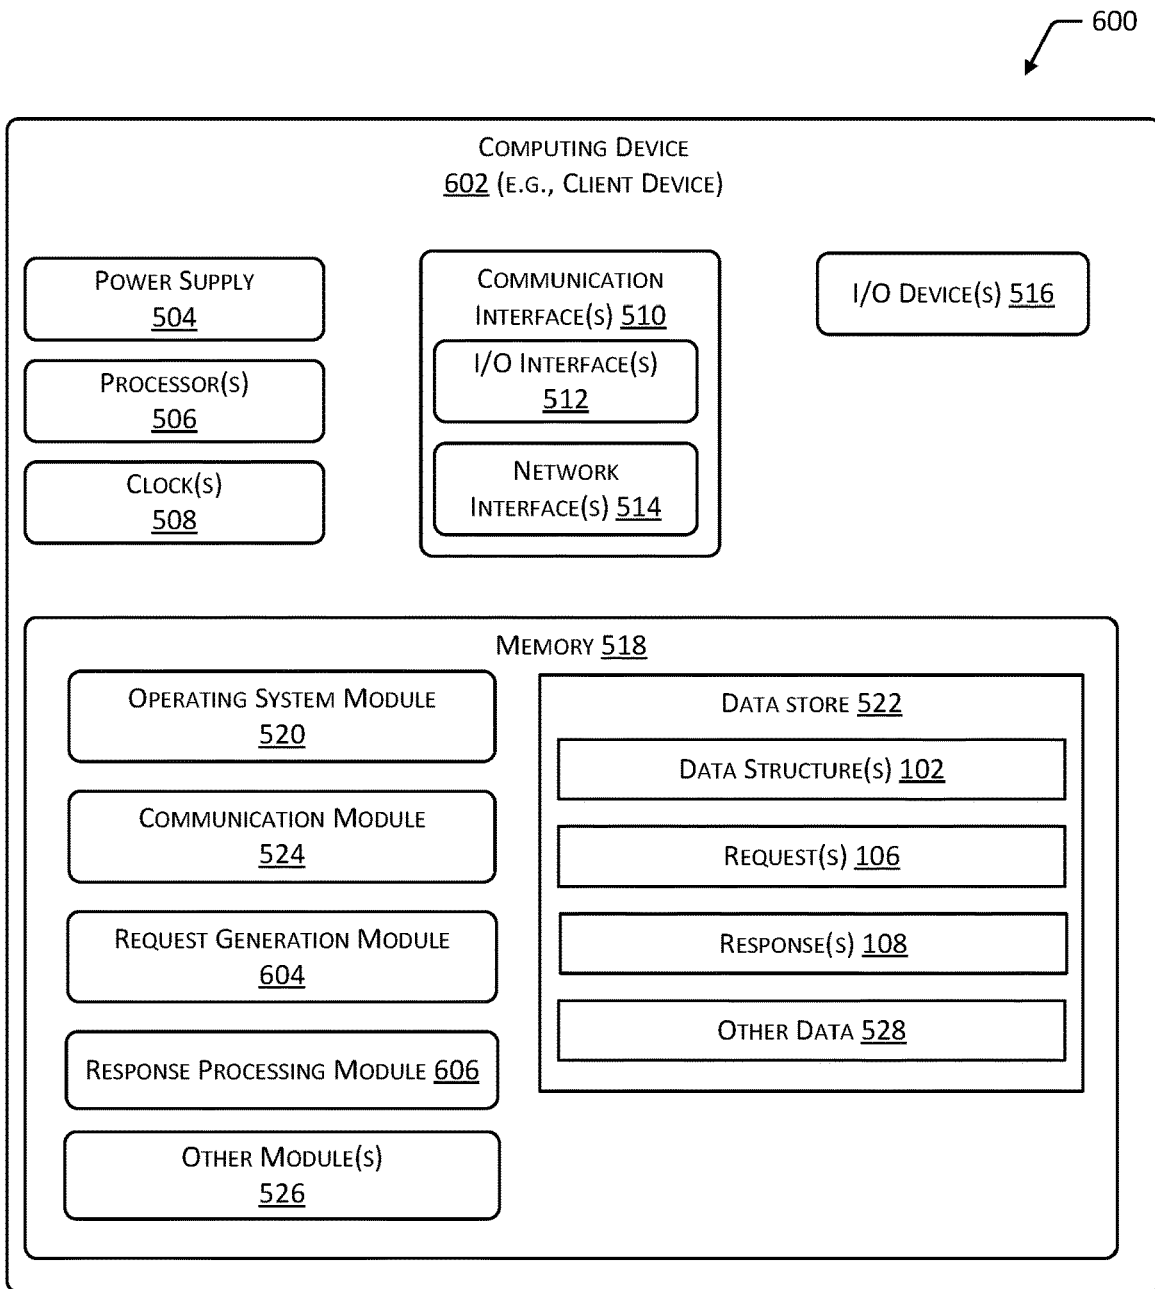 600
COMPUTING DEVICE
602 (E.G., CLIENT DEVICE)
POWER SUPPLY
504
PROCESSOR(S)
506
CLOCK(S)
508
COMMUNICATION
INTERFACE(S) 510
I/O INTERFACE(S)
512
NETWORK
INTERFACE(S) 514
I/O DEVICE(S) 516
MEMORY 518
OPERATING SYSTEM MODULE
520
COMMUNICATION MODULE
524
REQUEST GENERATION MODULE
604
RESPONSE PROCESSING MODULE 606
OTHER MODULE(S)
526
DATA STORE 522
DATA STRUCTURE(S) 102
REQUEST(S) 106
RESPONSE(S) 108
OTHER DATA 528